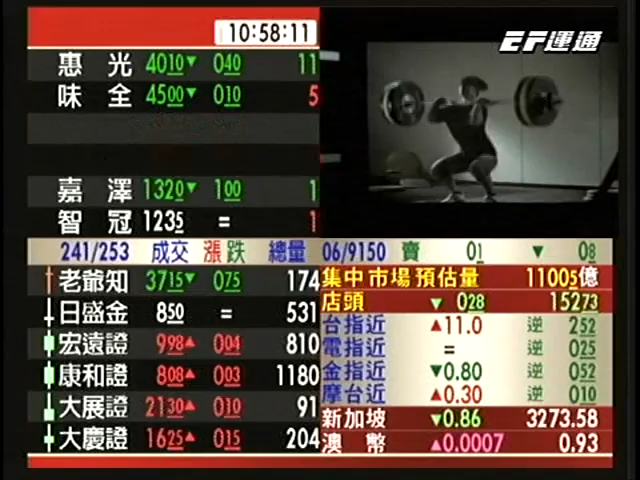 10:58:11
EF運通
惠光 4010▼ 040 11
味全 4500▼ 010 5
嘉澤 1320▼ 100 1
智冠 1235 = 1
241/253 成交 漲跌 總量
老爺知 3715▼ 075 174
日盛金 850 = 531
宏遠證 998▲ 004 810
康和證 808▲ 003 1180
大展證 2130▲ 010 91
大慶證 1625▲ 015 204
06/9150 賣 01 ▼ 08
集中市場預估量 11005億
店頭 ▼ 028 15273
台指近 ▲11.0 逆 252
電指近 = 逆 025
金指近 ▼0.80 逆 052
摩台近 ▲0.30 逆 010
新加坡 ▼0.86 3273.58
澳幣 ▲0.0007 0.93